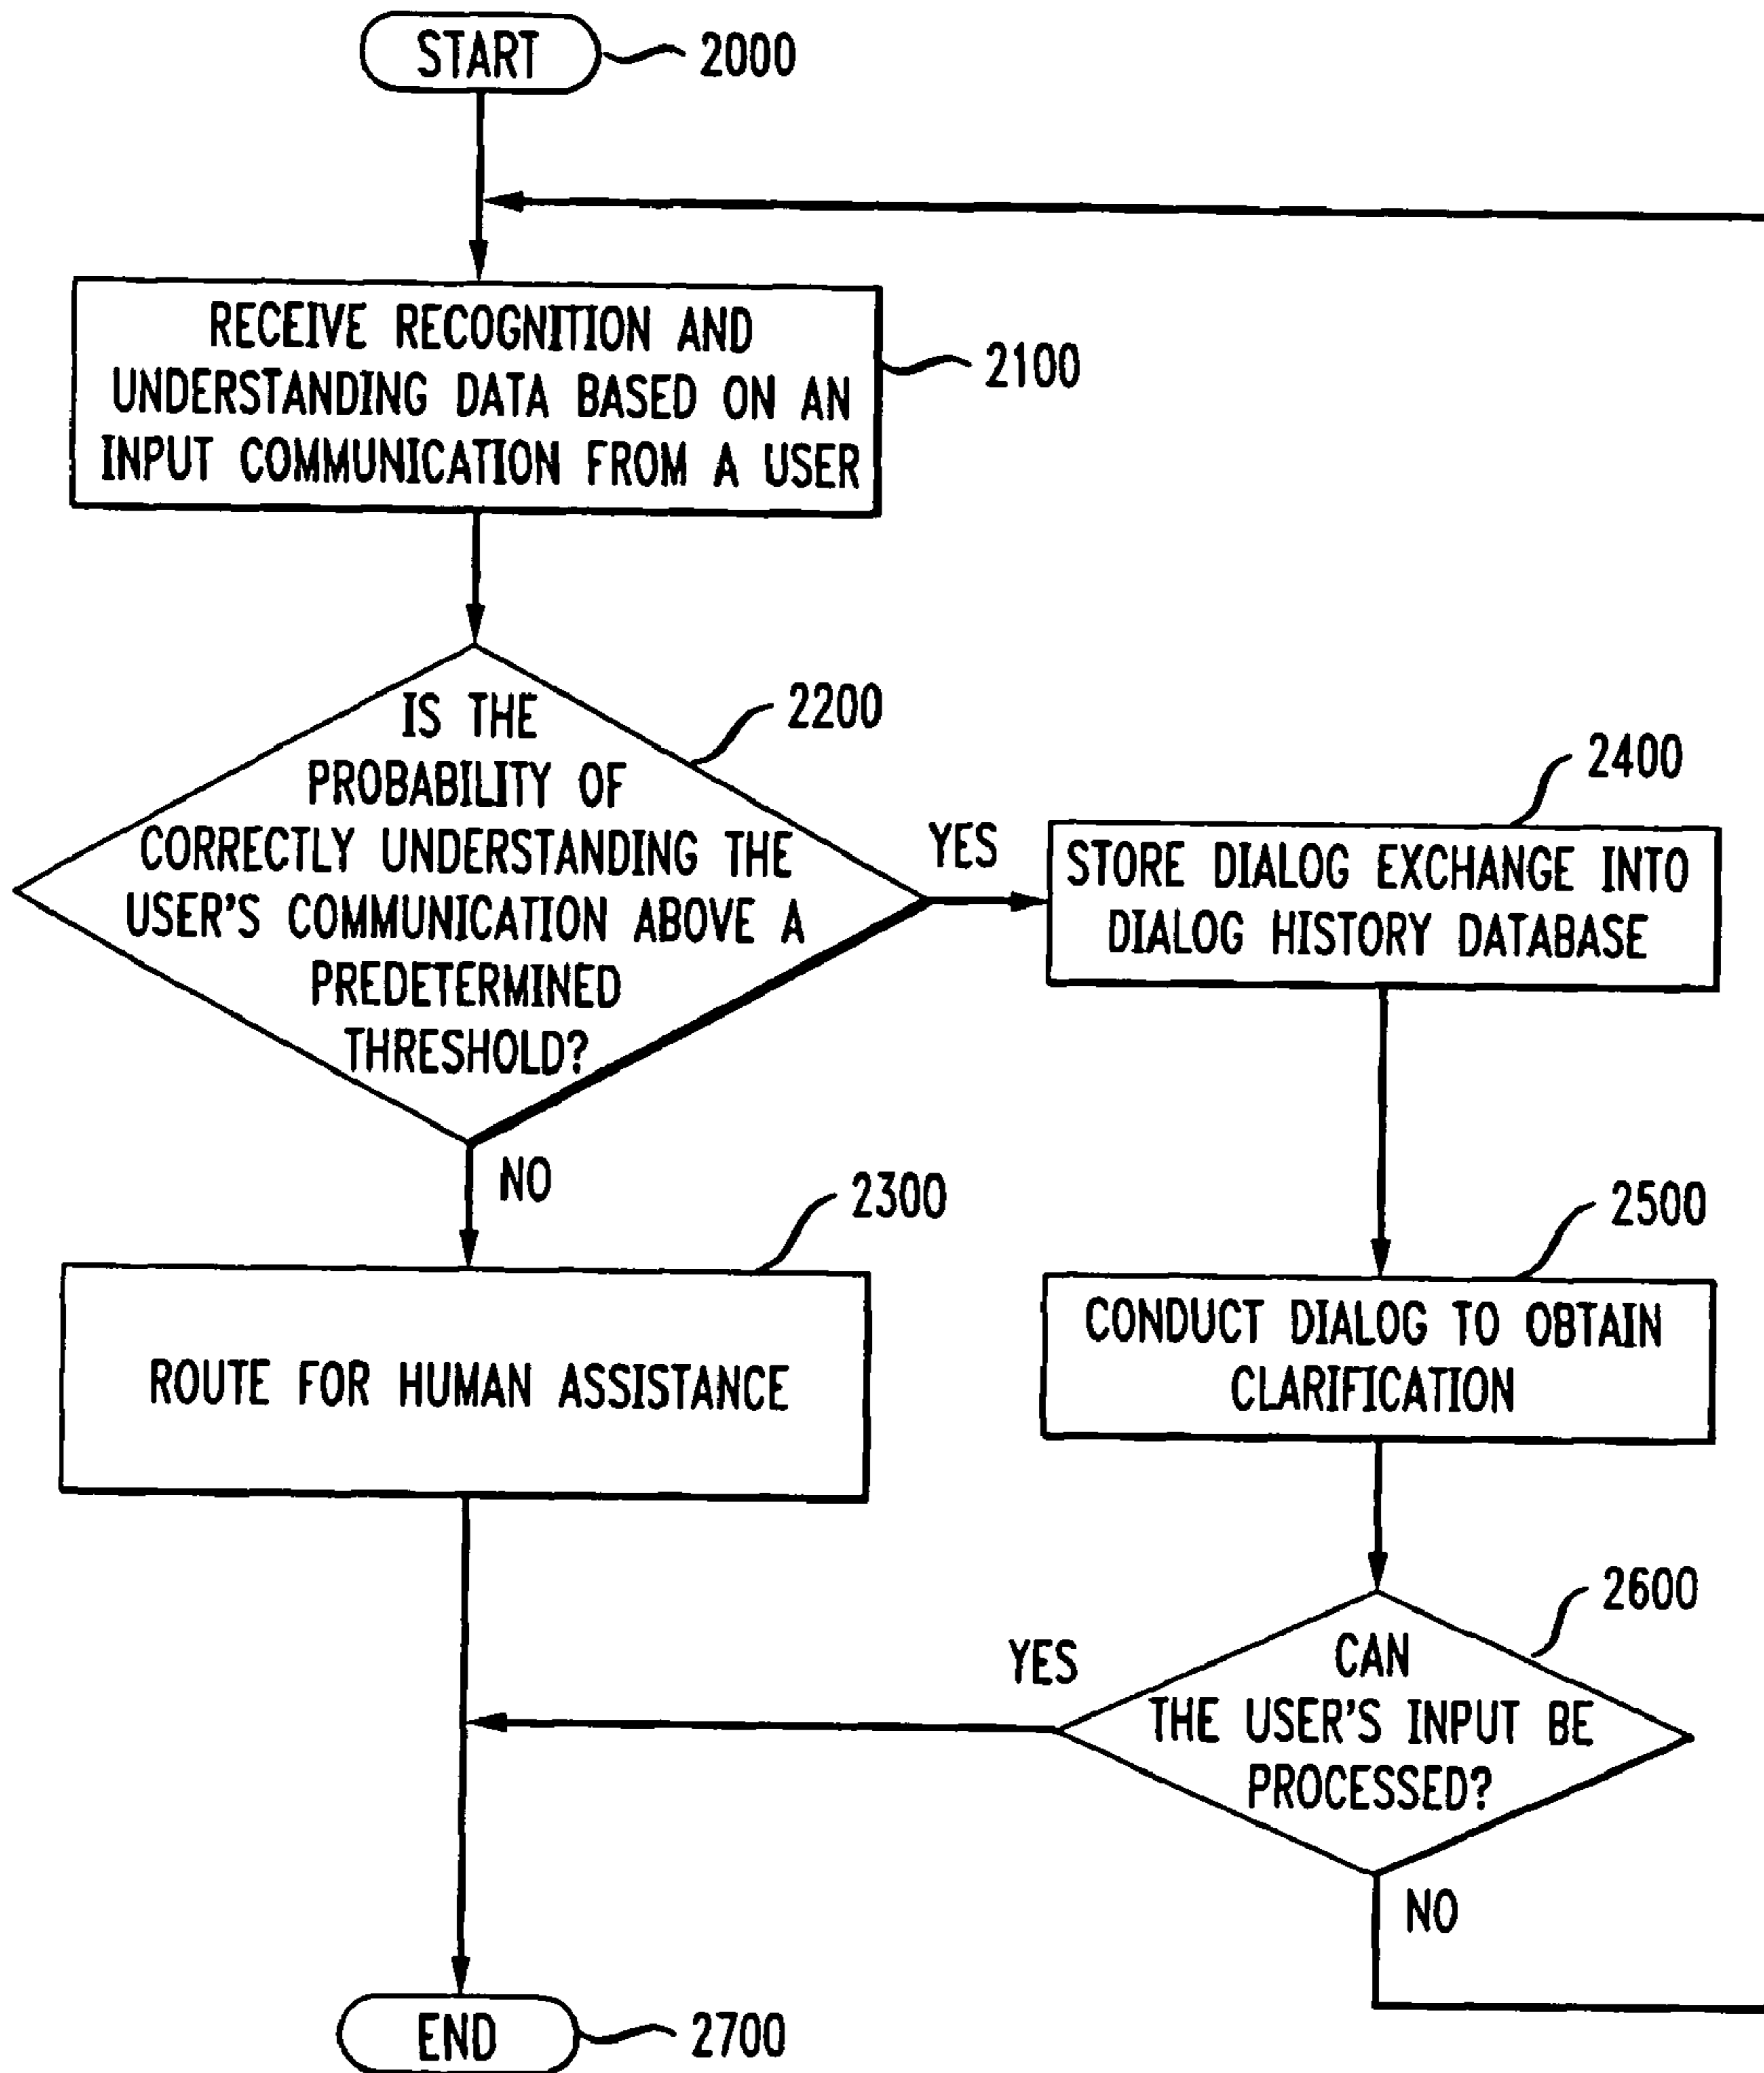 START
2000
RECEIVE RECOGNITION AND
UNDERSTANDING DATA BASED ON AN
INPUT COMMUNICATION FROM A USER
2100
IS THE
PROBABILITY OF
CORRECTLY UNDERSTANDING THE
USER'S COMMUNICATION ABOVE A
PREDETERMINED
THRESHOLD?
2200
YES
NO
2400
STORE DIALOG EXCHANGE INTO
DIALOG HISTORY DATABASE
2300
ROUTE FOR HUMAN ASSISTANCE
2500
CONDUCT DIALOG TO OBTAIN
CLARIFICATION
2600
CAN
THE USER'S INPUT BE
PROCESSED?
YES
NO
END
2700